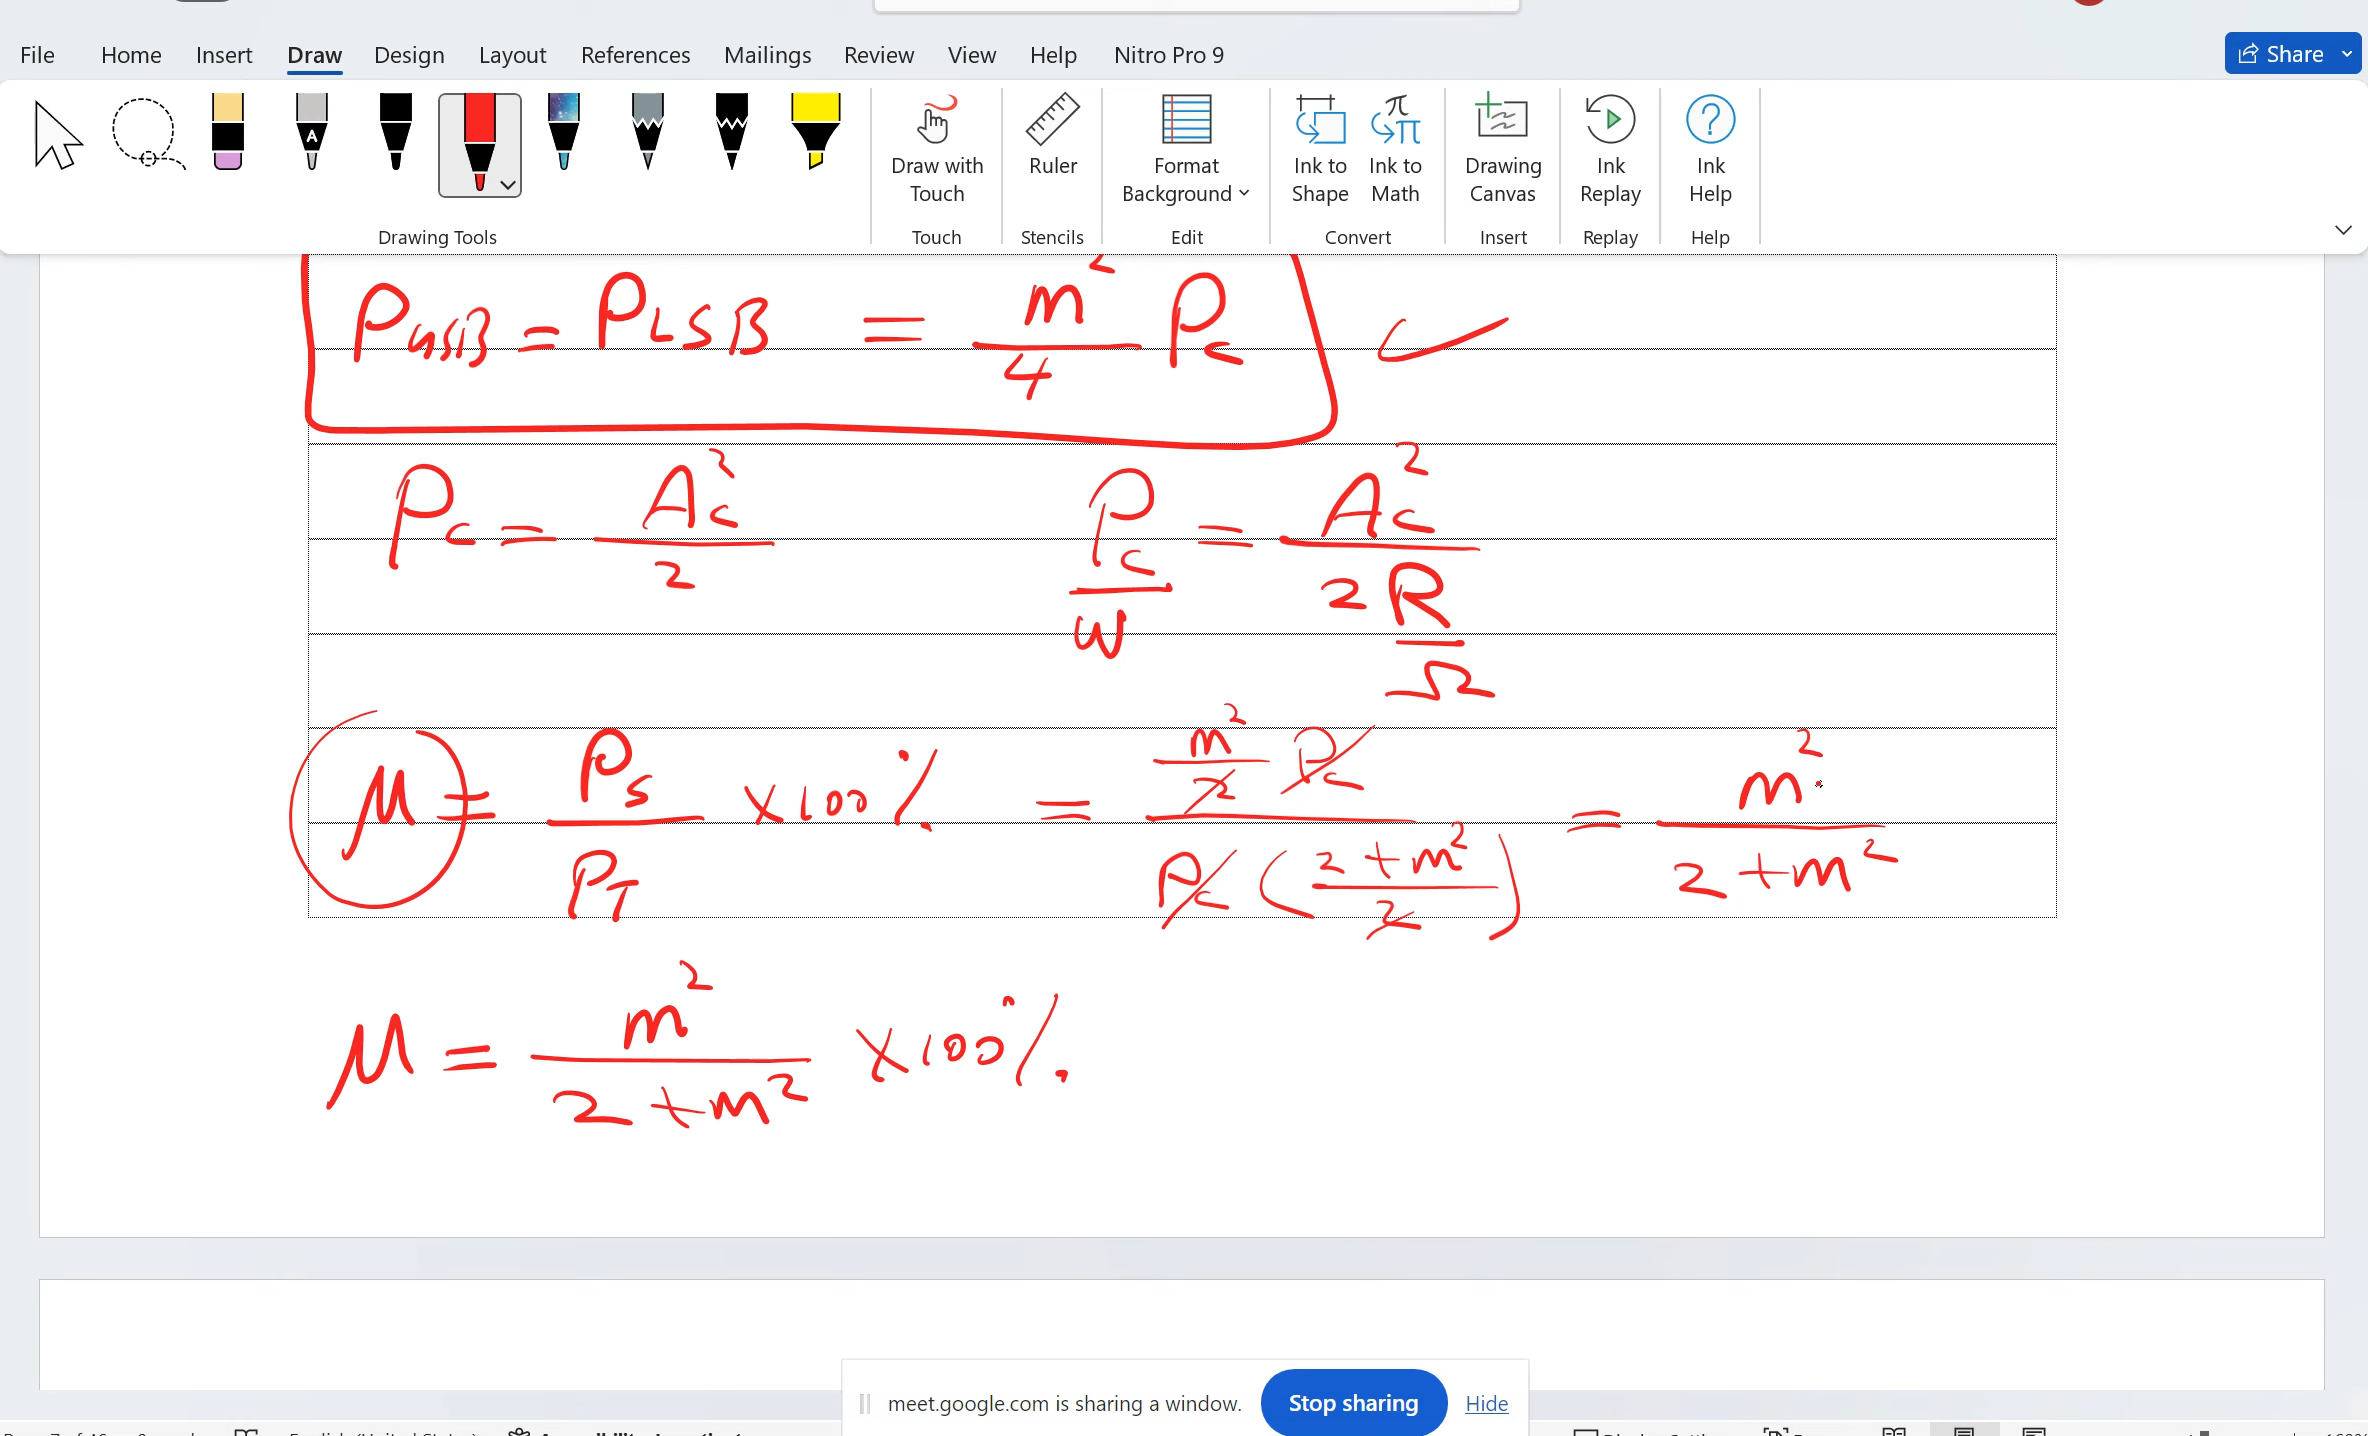 File Home Insert Draw Design Layout References Mailings Review View Help Nitro Pro 9 Share
A
Draw with Touch
Ruler
Format Background
Ink to Shape
Ink to Math
Drawing Canvas
Ink Replay
Ink Help
Drawing Tools Touch Stencils Edit Convert Insert Replay Help
P_USB = P_LSB = m²/4 P_c
P_c = A_c²/2
P_c/W = A_c²/2R/Ω
μ = P_s/P_T ×100% = (m²/2 P_c)/(P_c((2+m²)/2)) = m²/(2+m²)
μ = m²/(2+m²) ×100%
meet.google.com is sharing a window. Stop sharing Hide